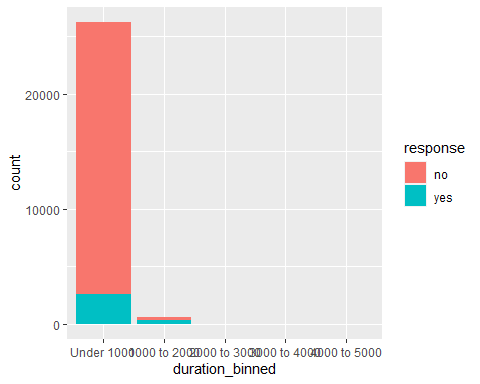 20000
10000
0
count
Under 1000
1000 to 2000
2000 to 3000
3000 to 4000
4000 to 5000
duration_binned
response
no
yes